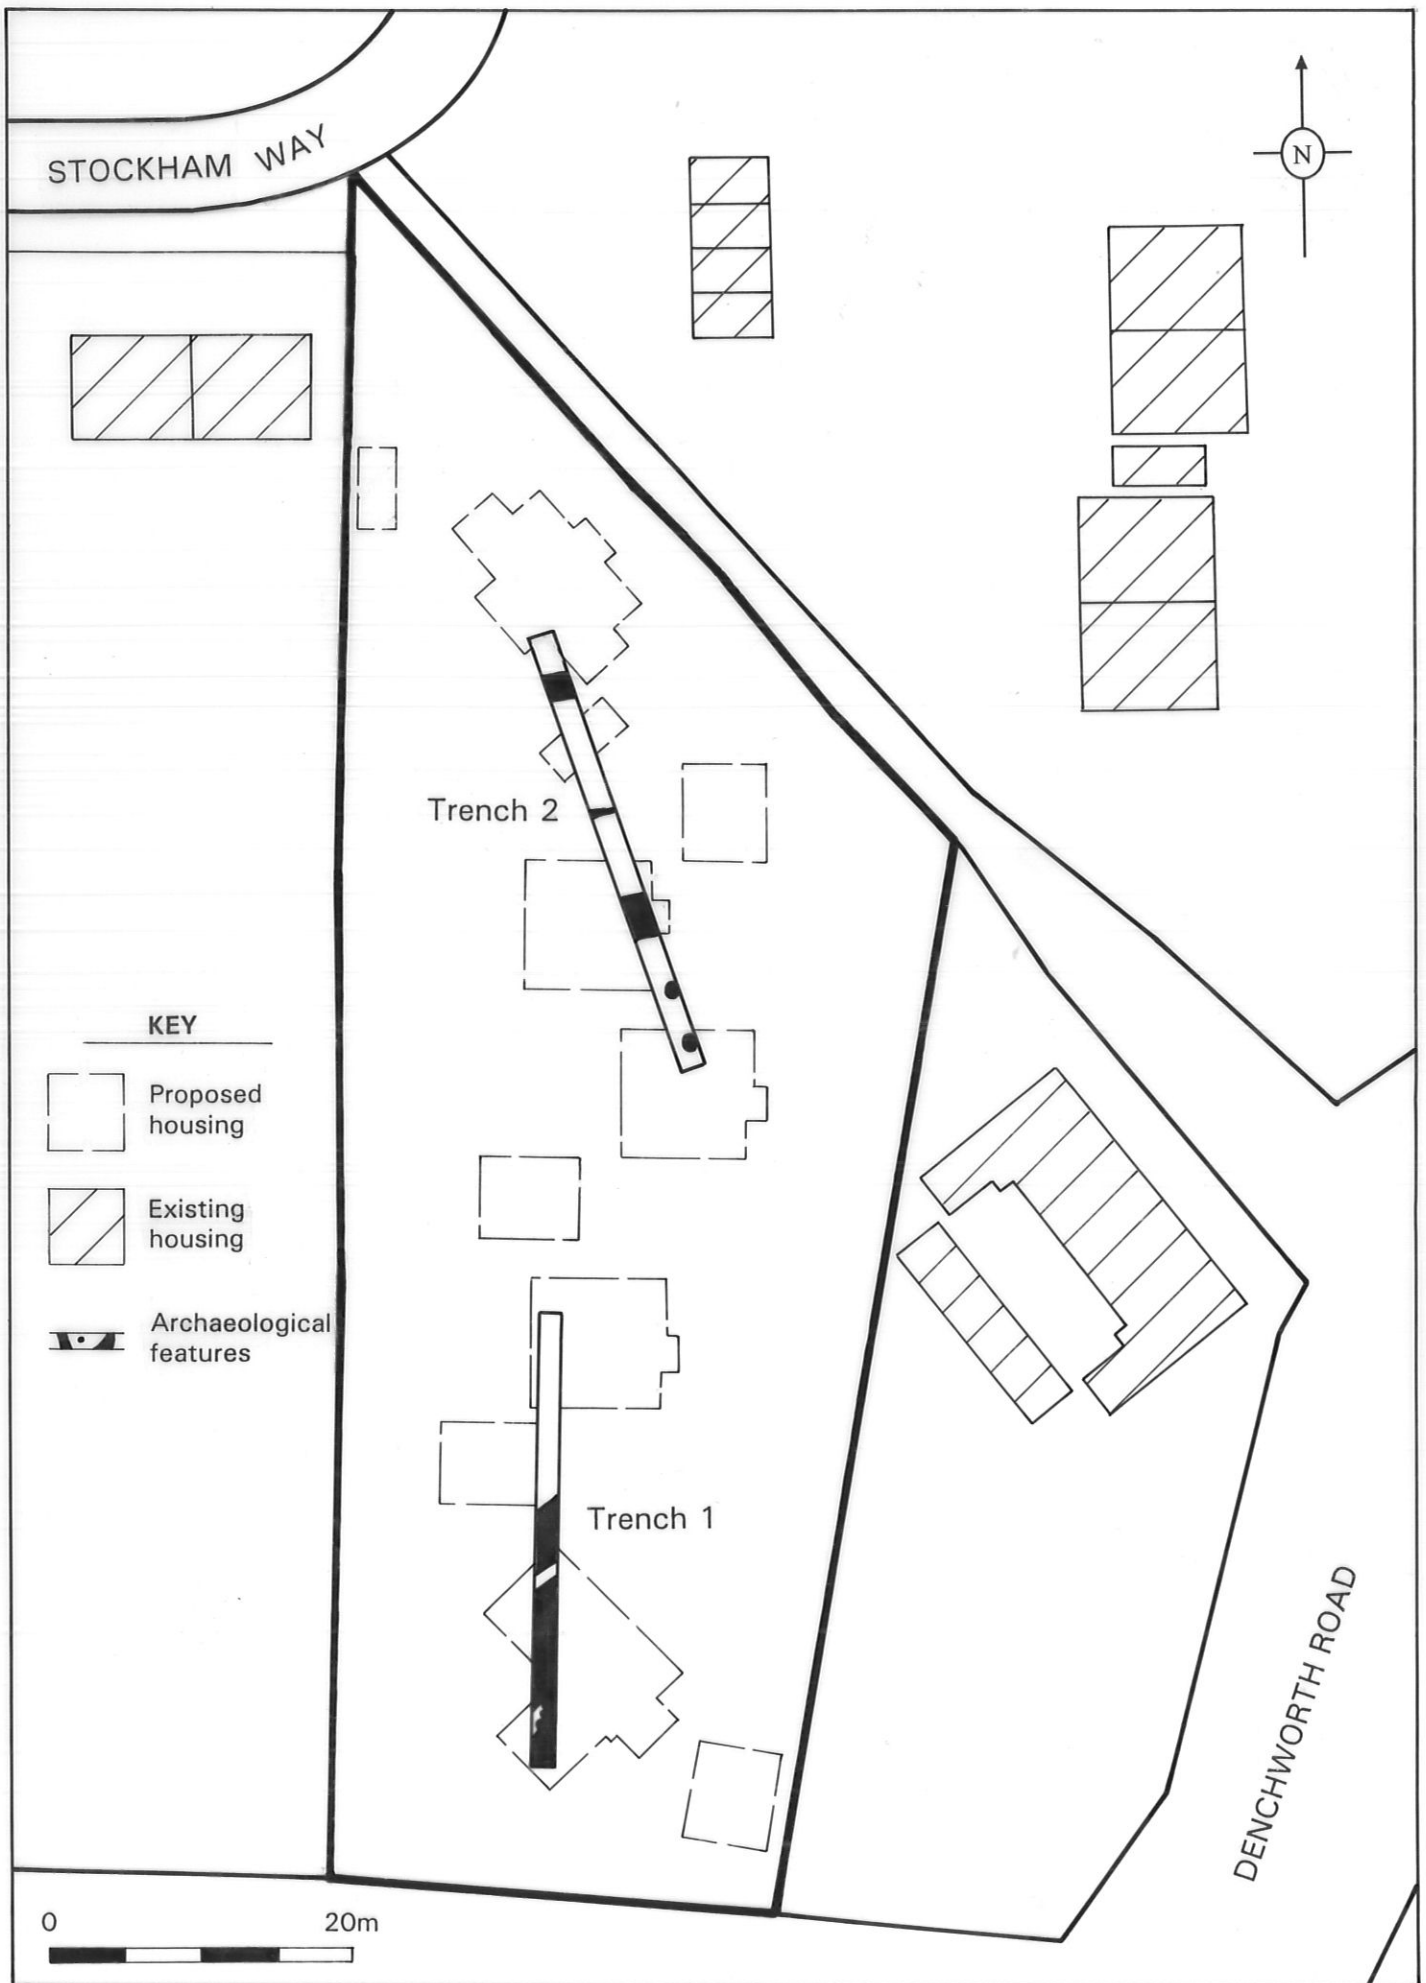 STOCKHAM WAY
N
Trench 2
KEY
Proposed
housing
Existing
housing
Archaeological
features
Trench 1
DENCHWORTH ROAD
0 20m